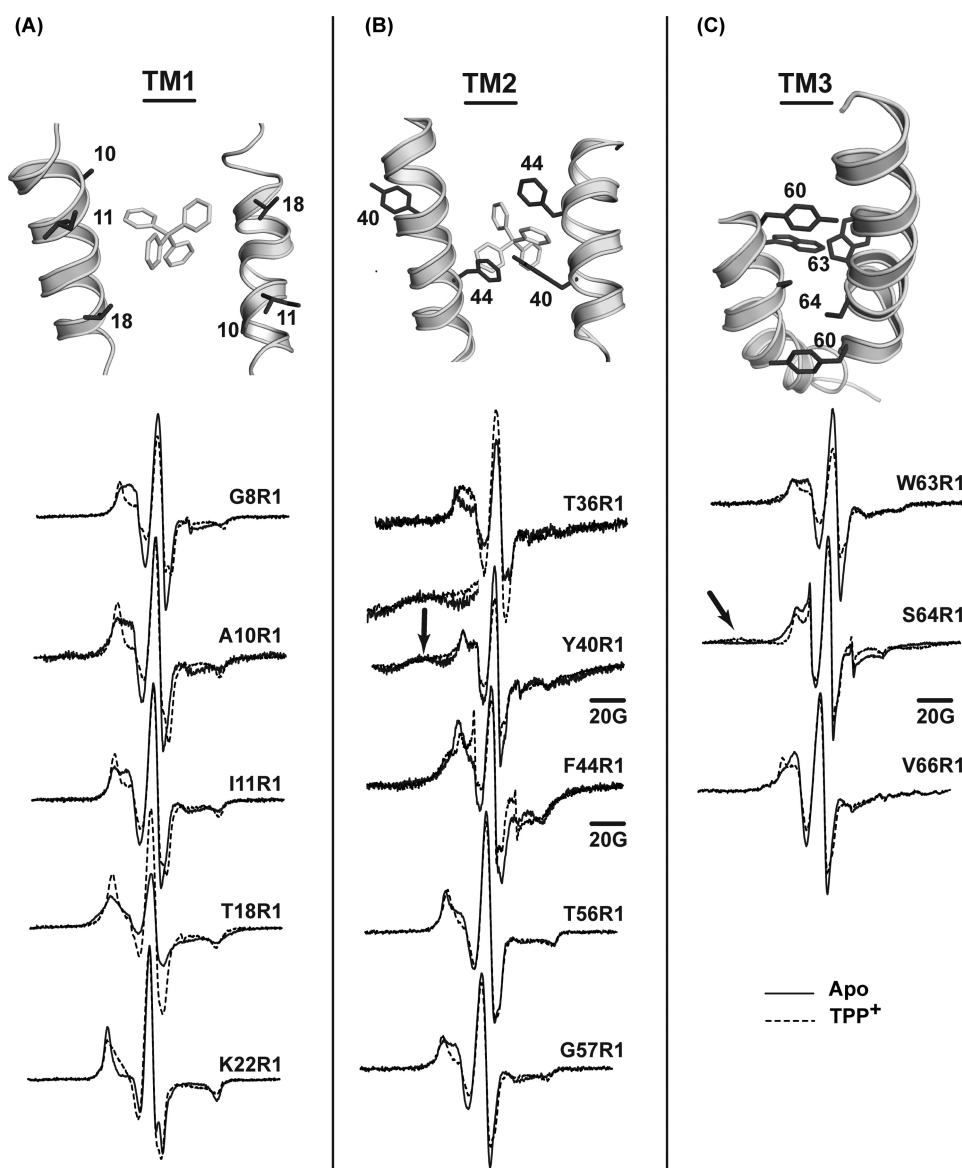 (A)
TM1
10
11
18
18
10
11
G8R1
A10R1
I11R1
T18R1
K22R1
(B)
TM2
44
40
44
40
T36R1
Y40R1
20G
F44R1
20G
T56R1
G57R1
(C)
TM3
60
63
64
60
W63R1
S64R1
20G
V66R1
Apo
TPP+